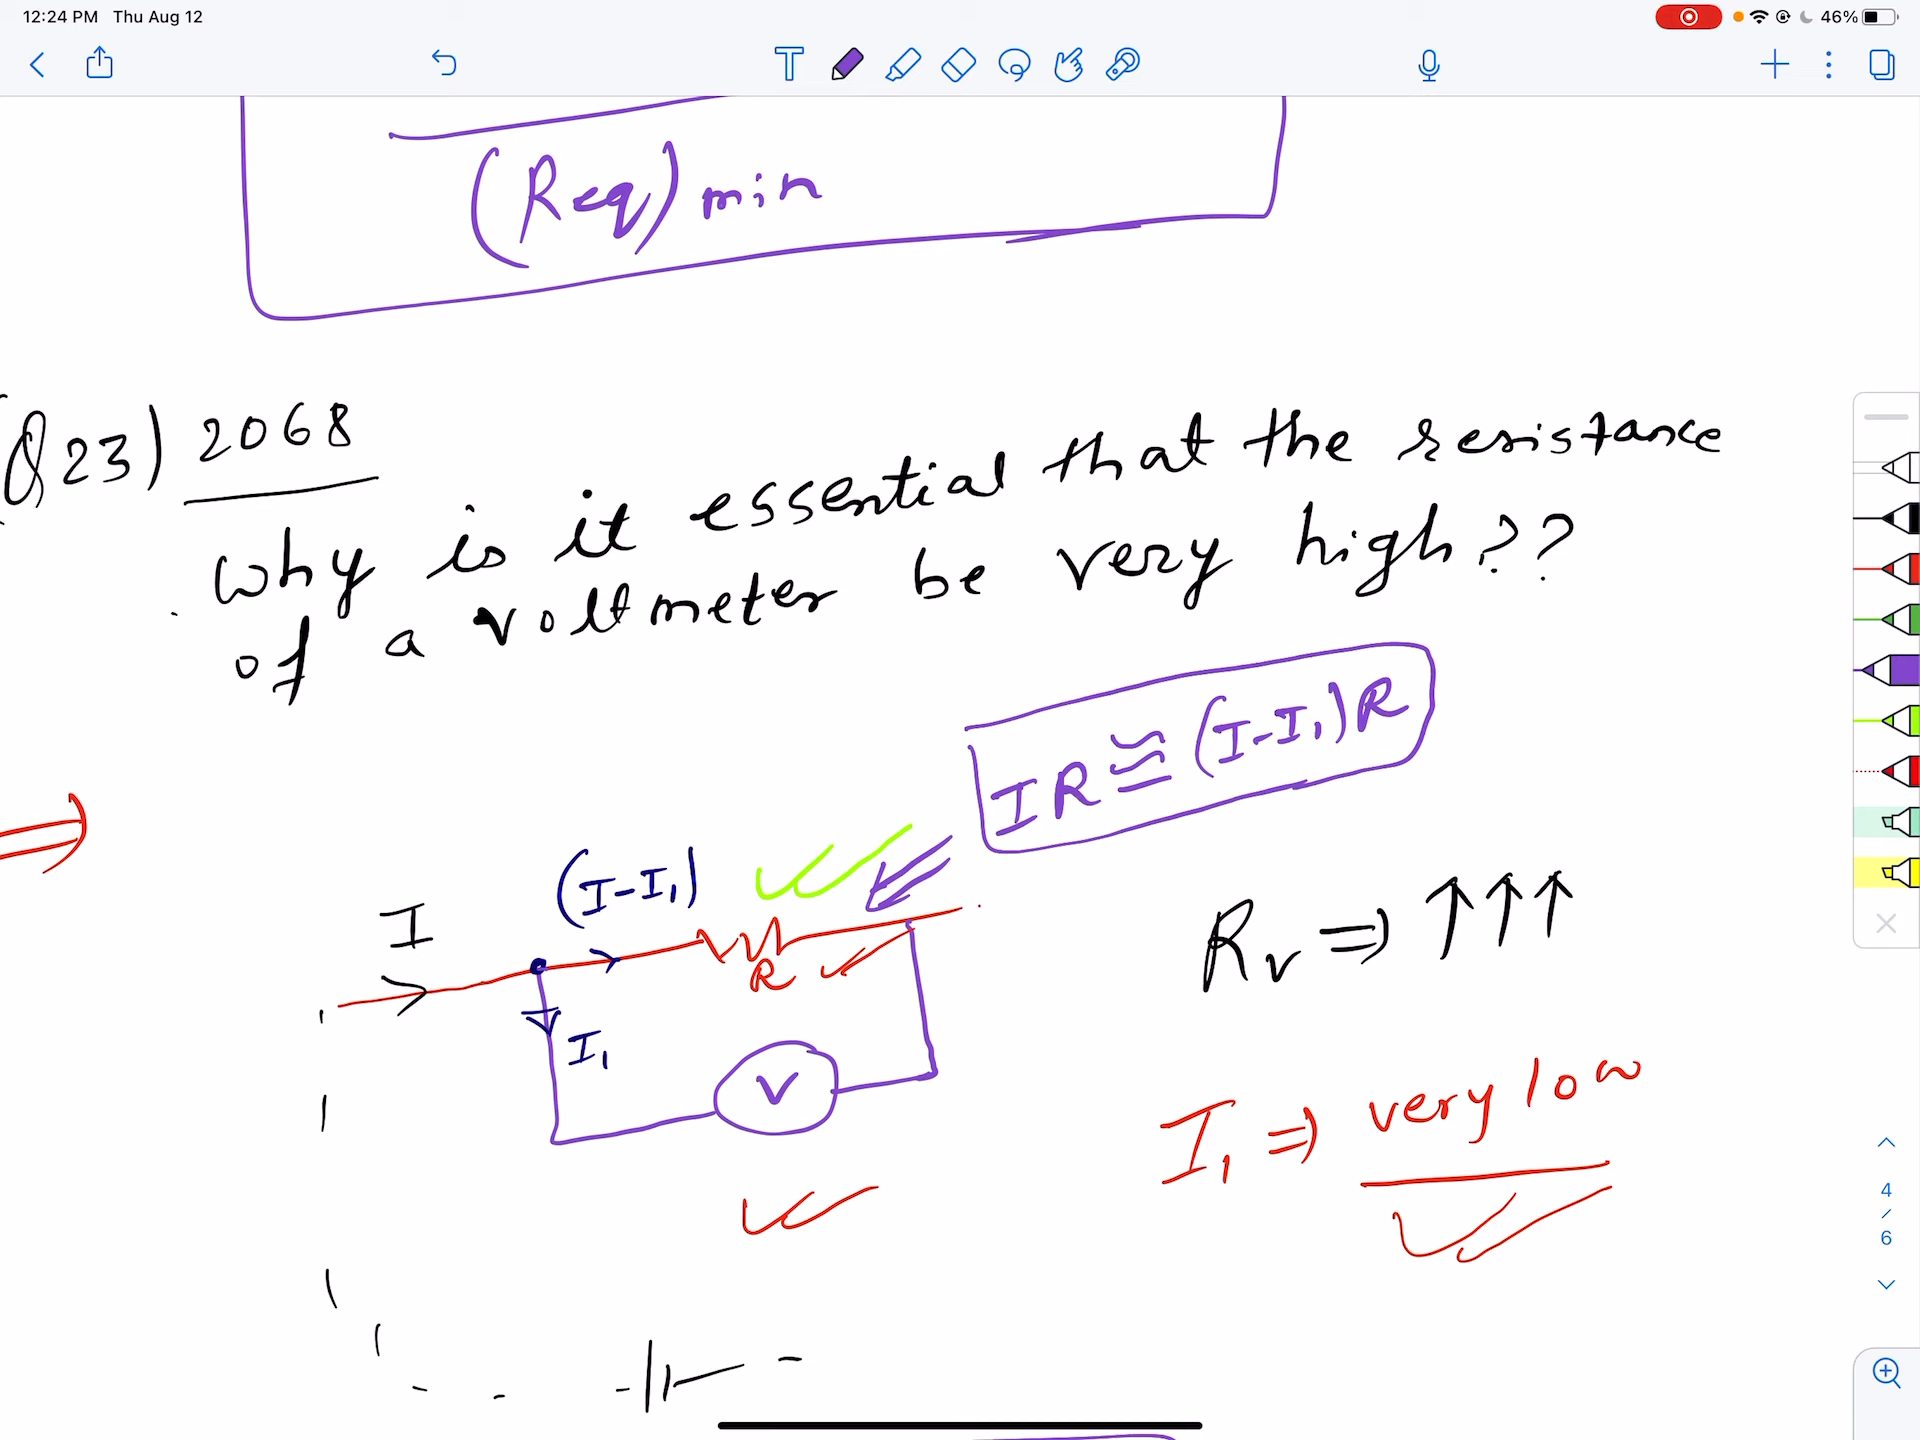 12:24 PM Thu Aug 12
46%
(Req) min
Q23) 2068
why is it essential that the resistance
of a voltmeter be very high??
IR ≅ (I-I₁)R
(I-I₁)
I
R
Rv ⇒ ↑↑↑
I₁
V
I₁ ⇒ very low
4
/
6